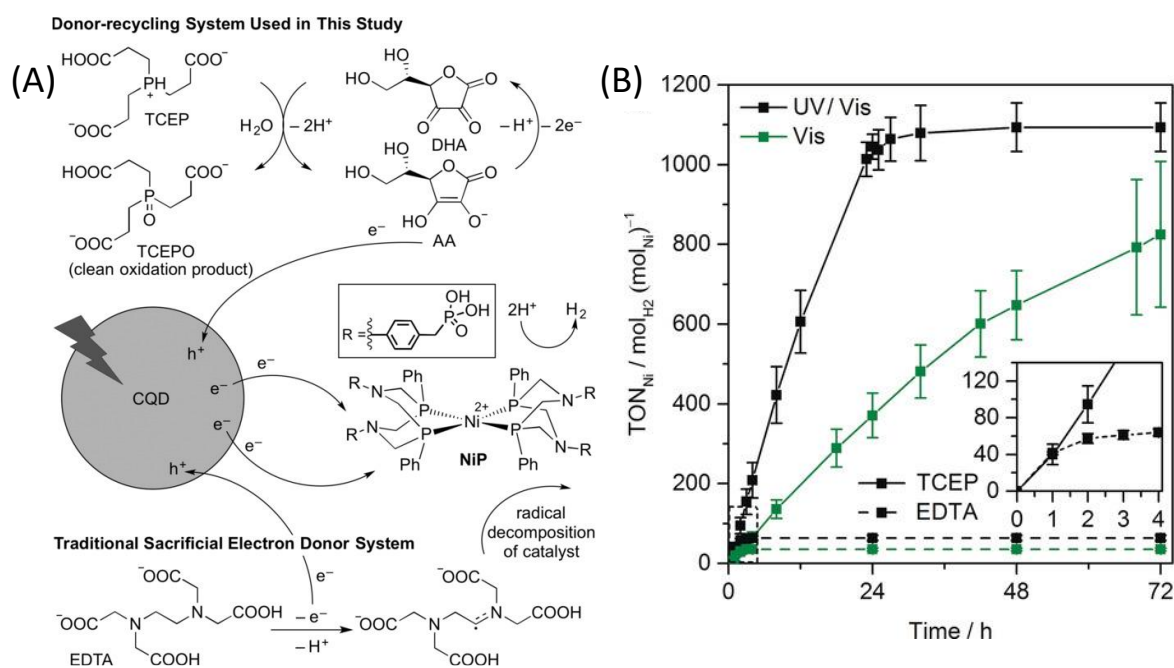 Donor-recycling System Used in This Study
(A)
HOOC
COO⁻
PH
+
⁻OOC
TCEP
H₂O
– 2H⁺
HO
HO
O
O
O
O
DHA
– H⁺
– 2e⁻
HOOC
COO⁻
P
O
⁻OOC
TCEPO
(clean oxidation product)
HO
HO
O
O
HO
O⁻
AA
e⁻
h⁺
e⁻
e⁻
h⁺
CQD
e⁻
e⁻
R =
OH
OH
P
O
2H⁺
H₂
R
N
Ph
P
R
N
P
Ph
2+
Ni
Ph
P
N
R
P
N
R
Ph
NiP
radical
decomposition
of catalyst
Traditional Sacrificial Electron Donor System
e⁻
COO⁻
⁻OOC
N
N
COOH
COOH
EDTA
– e⁻
– H⁺
COO⁻
⁻OOC
N
N
COOH
COOH
(B)
TON_Ni / mol_H2 (mol_Ni)⁻¹
1200
1000
800
600
400
200
0
UV/ Vis
Vis
120
80
40
0
0 1 2 3 4
TCEP
EDTA
0 24 48 72
Time / h